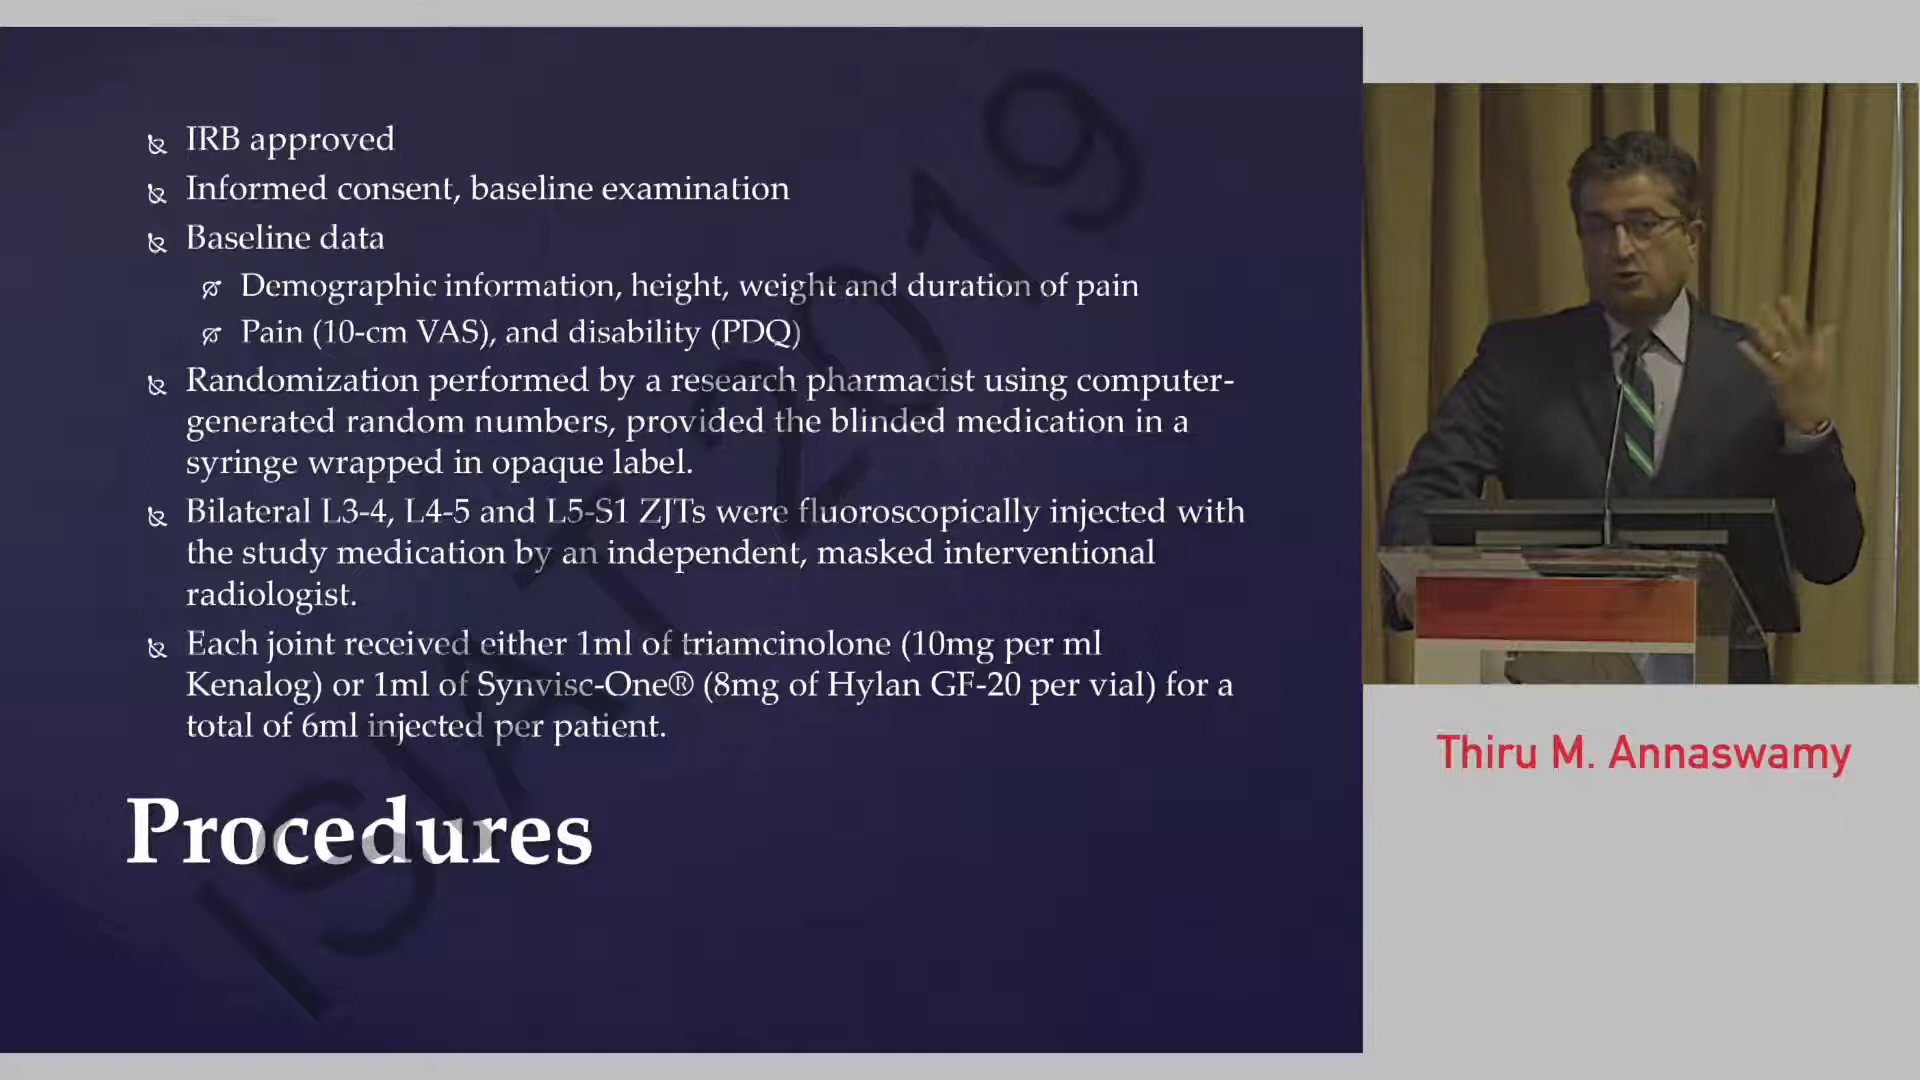 IRB approved
Informed consent, baseline examination
Baseline data
Demographic information, height, weight and duration of pain
Pain (10-cm VAS), and disability (PDQ)
Randomization performed by a research pharmacist using computer-
generated random numbers, provided the blinded medication in a
syringe wrapped in opaque label.
Bilateral L3-4, L4-5 and L5-S1 ZJTs were fluoroscopically injected with
the study medication by an independent, masked interventional
radiologist.
Each joint received either 1ml of triamcinolone (10mg per ml
Kenalog) or 1ml of Synvisc-One® (8mg of Hylan GF-20 per vial) for a
total of 6ml injected per patient.
Procedures
ISIAT 2019
Thiru M. Annaswamy